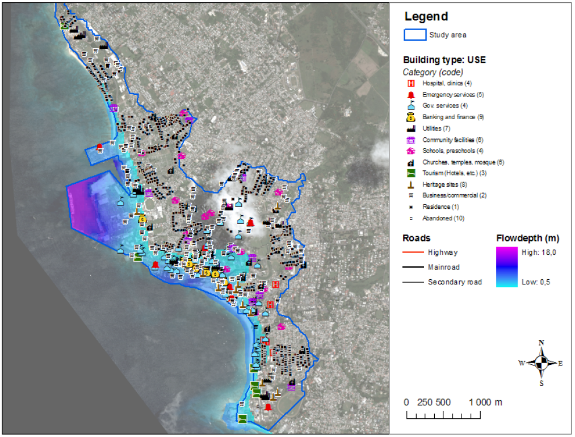 Legend
Study area
Building type: USE
Category (code)
Hospital, clinics (4)
Emergency services (5)
Gov. services (4)
Banking and finance (9)
Utilities (7)
Community facilities (6)
Schools, preschools (4)
Churches, temples, mosque (6)
Tourism (Hotels, etc.) (3)
Heritage sites (8)
Business/commercial (2)
Residence (1)
Abandoned (10)
Roads
Highway
Mainroad
Secondary road
Flowdepth (m)
High: 18,0
Low: 0,5
N
W E
S
0 250 500 1 000 m